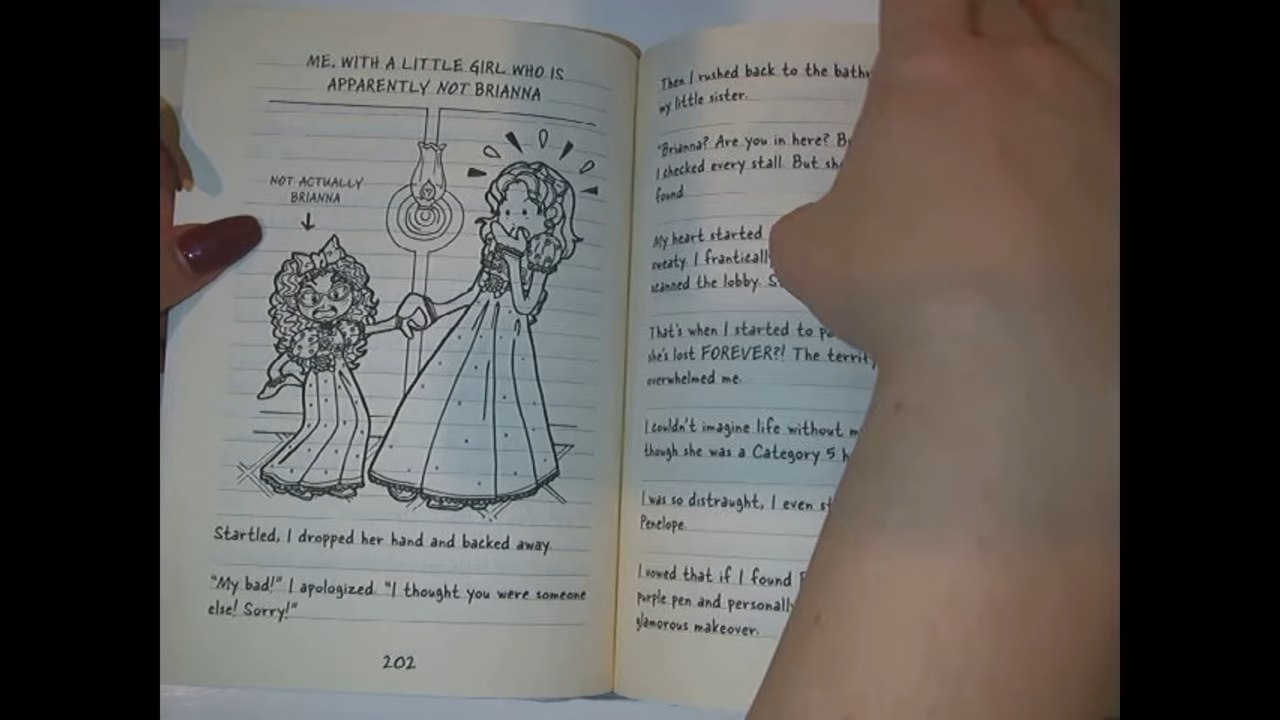 ME, WITH A LITTLE GIRL WHO IS
APPARENTLY NOT BRIANNA
NOT ACTUALLY
BRIANNA
Startled, I dropped her hand and backed away.
"My bad!" I apologized. "I thought you were someone
else! Sorry!"
202
Then I rushed back to the
my little sister.
"Brianna? Are you in here?
I checked every stall. But
found.
My heart started
sweaty. I
scanned the lobby.
That's when I started to
she's lost FOREVER?! The
overwhelmed me.
I couldn't imagine life without
though she was a Category 5
I was so distraught, I even
Penelope.
I vowed that if I found
purple pen and personally
glamorous makeover.